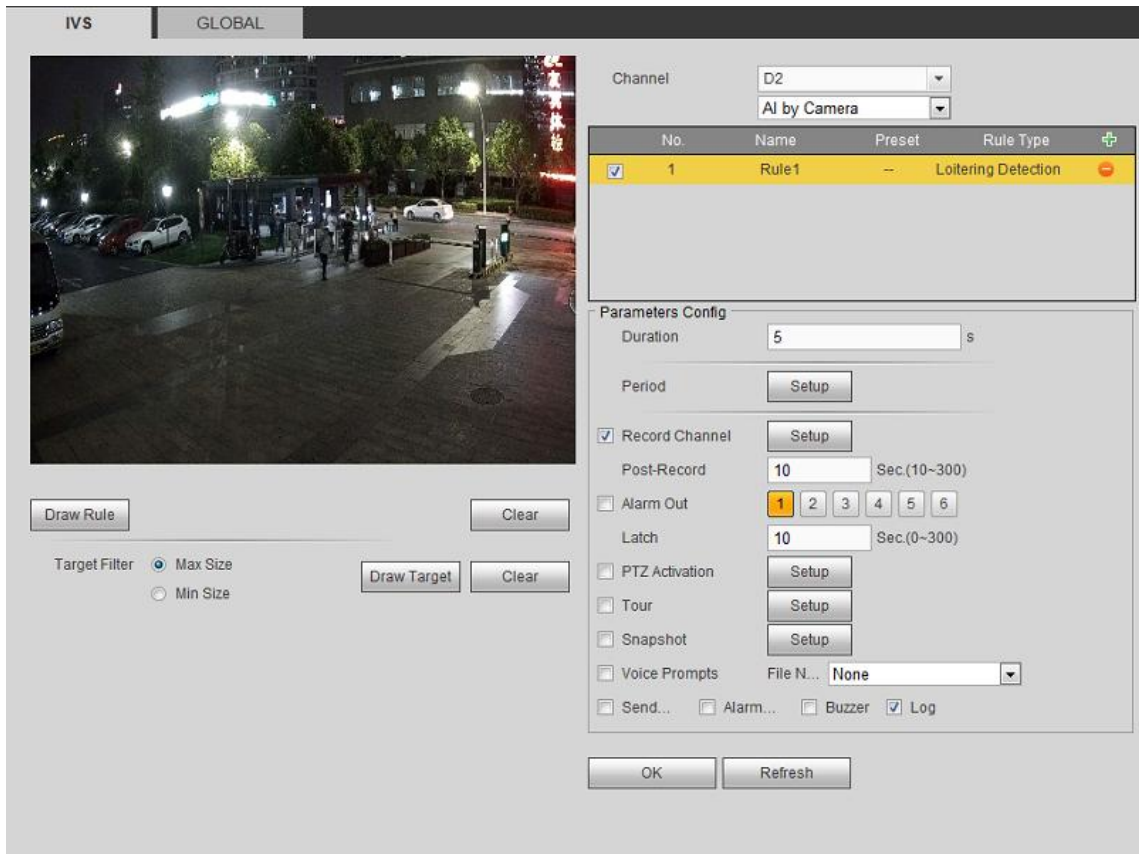 IVS
GLOBAL
Channel
D2
AI by Camera
No. Name Preset Rule Type
1 Rule1 -- Loitering Detection
Parameters Config
Duration 5 s
Period Setup
Record Channel Setup
Post-Record 10 Sec.(10~300)
Alarm Out 1 2 3 4 5 6
Latch 10 Sec.(0~300)
PTZ Activation Setup
Tour Setup
Snapshot Setup
Voice Prompts File N... None
Send... Alarm... Buzzer Log
OK Refresh
Draw Rule Clear
Target Filter Max Size Draw Target Clear
Min Size